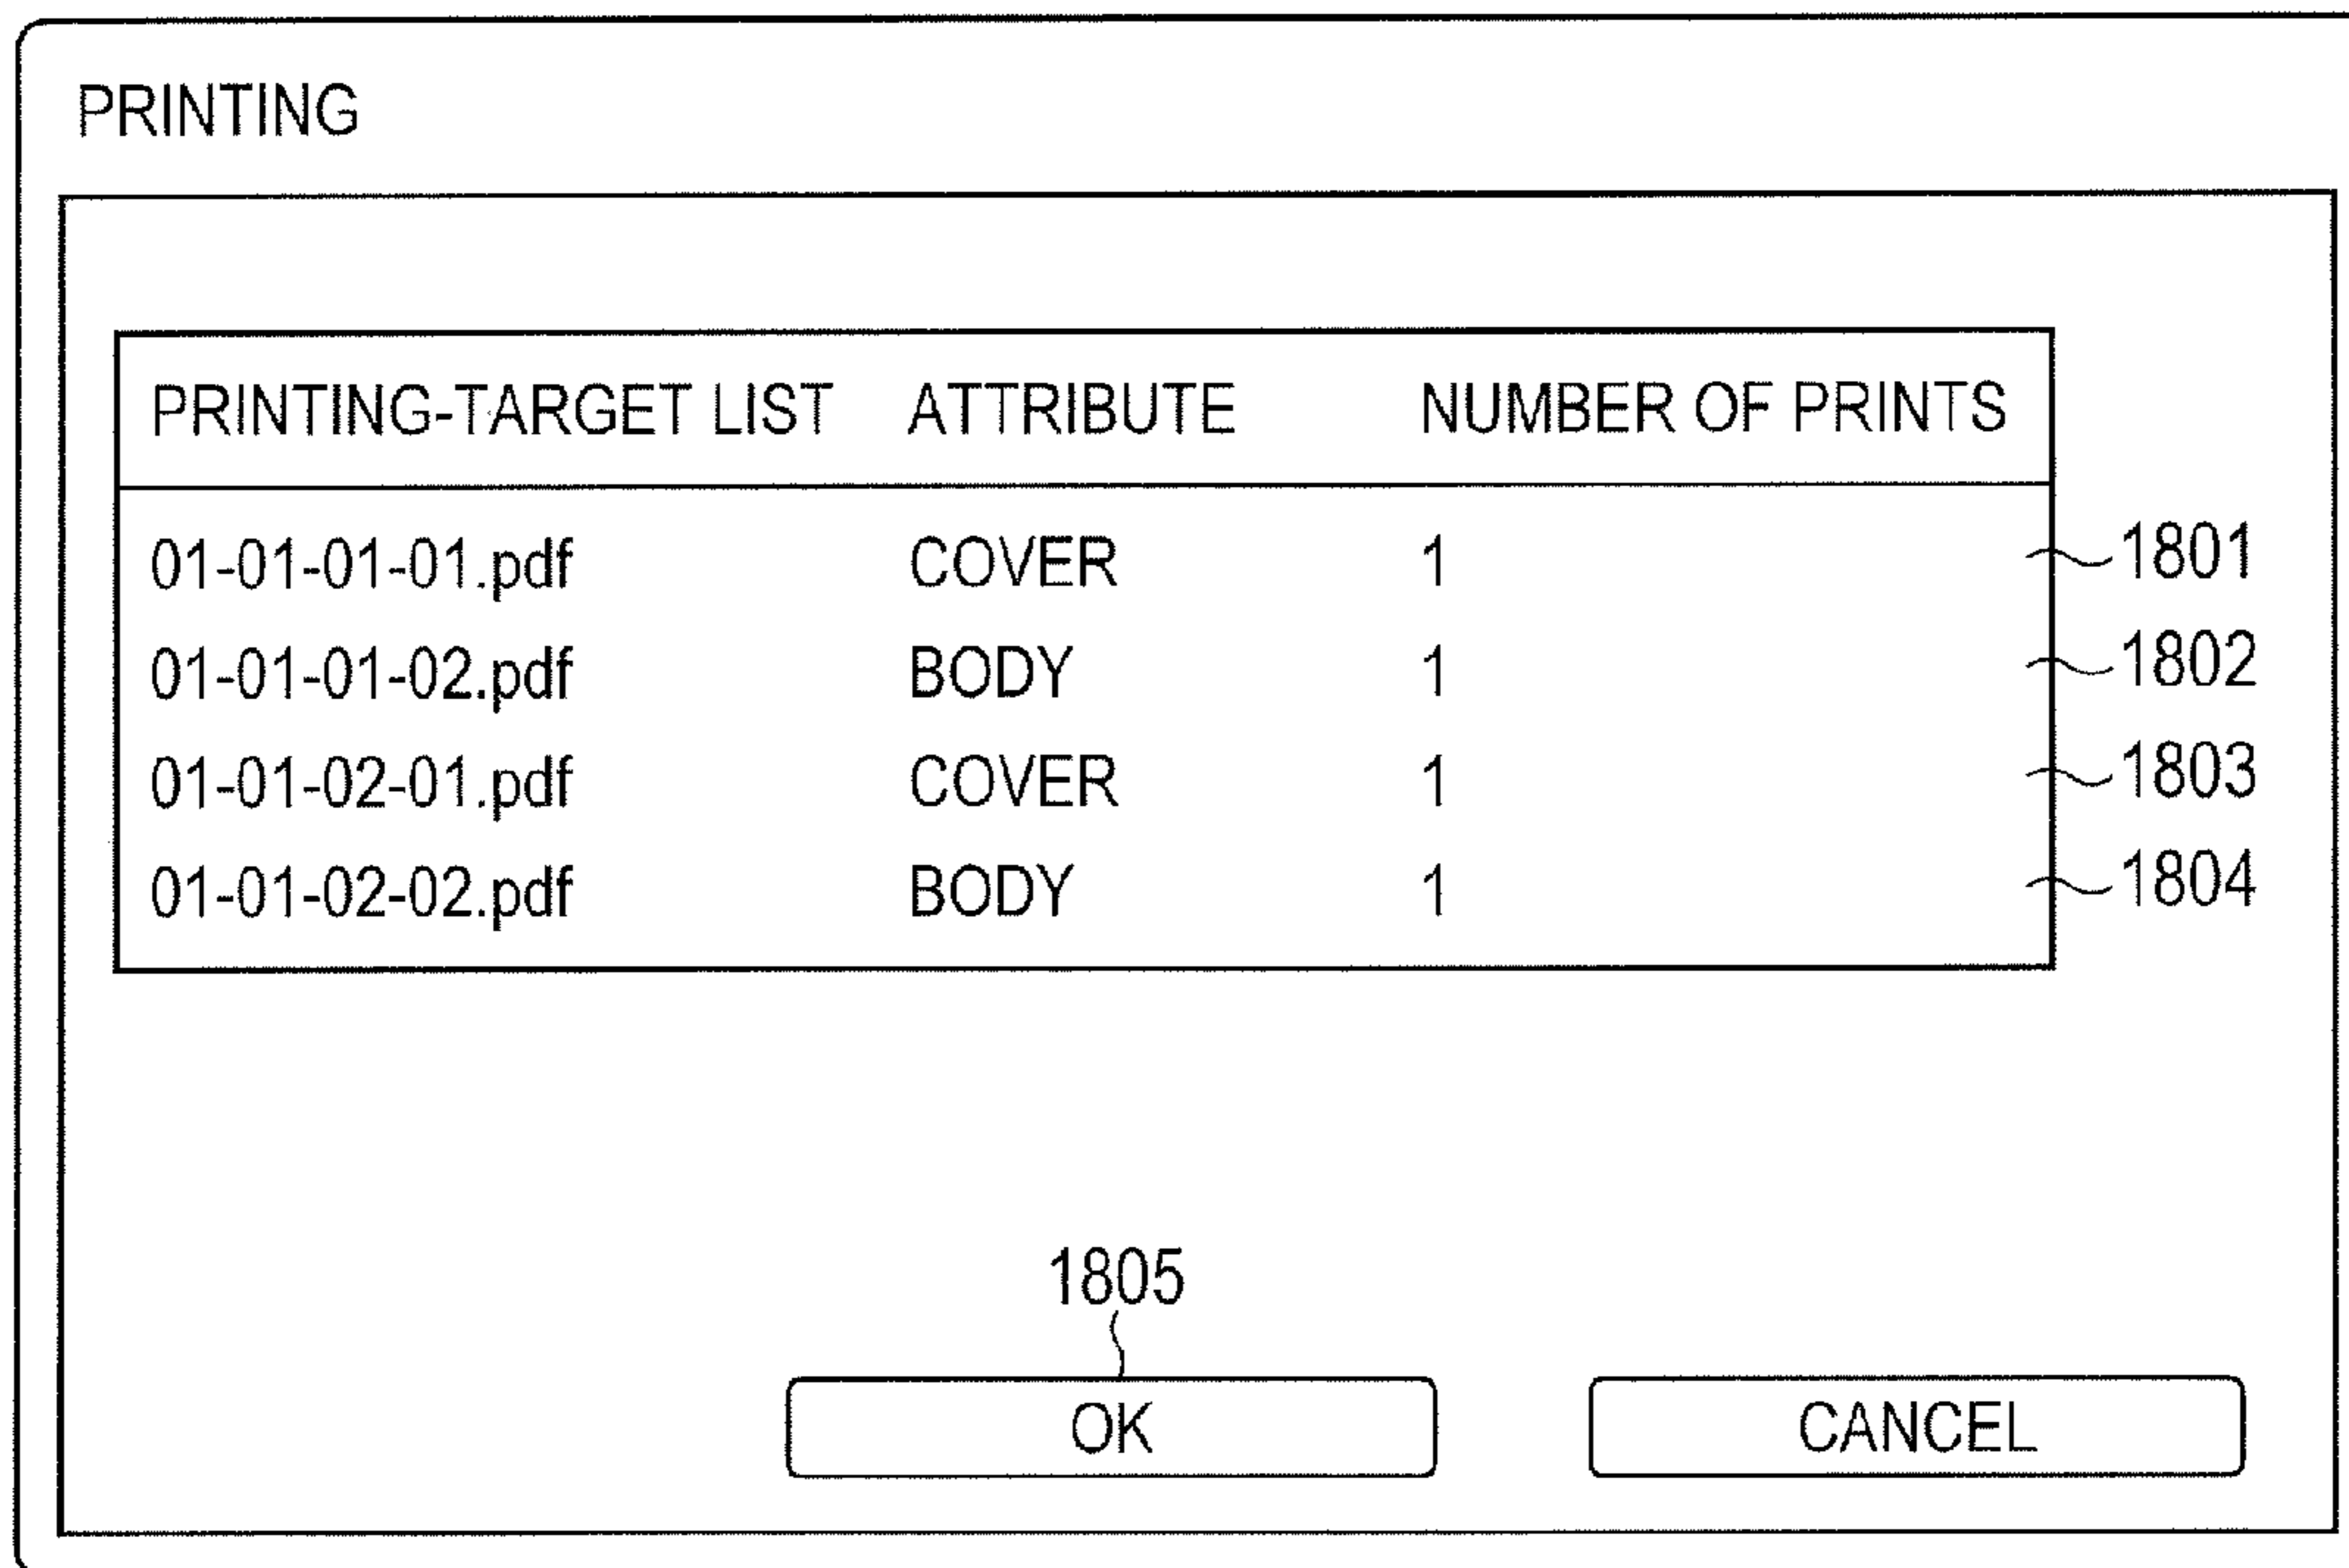 PRINTING
PRINTING-TARGET LIST ATTRIBUTE NUMBER OF PRINTS
01-01-01-01.pdf COVER 1 1801
01-01-01-02.pdf BODY 1 1802
01-01-02-01.pdf COVER 1 1803
01-01-02-02.pdf BODY 1 1804
1805
OK CANCEL